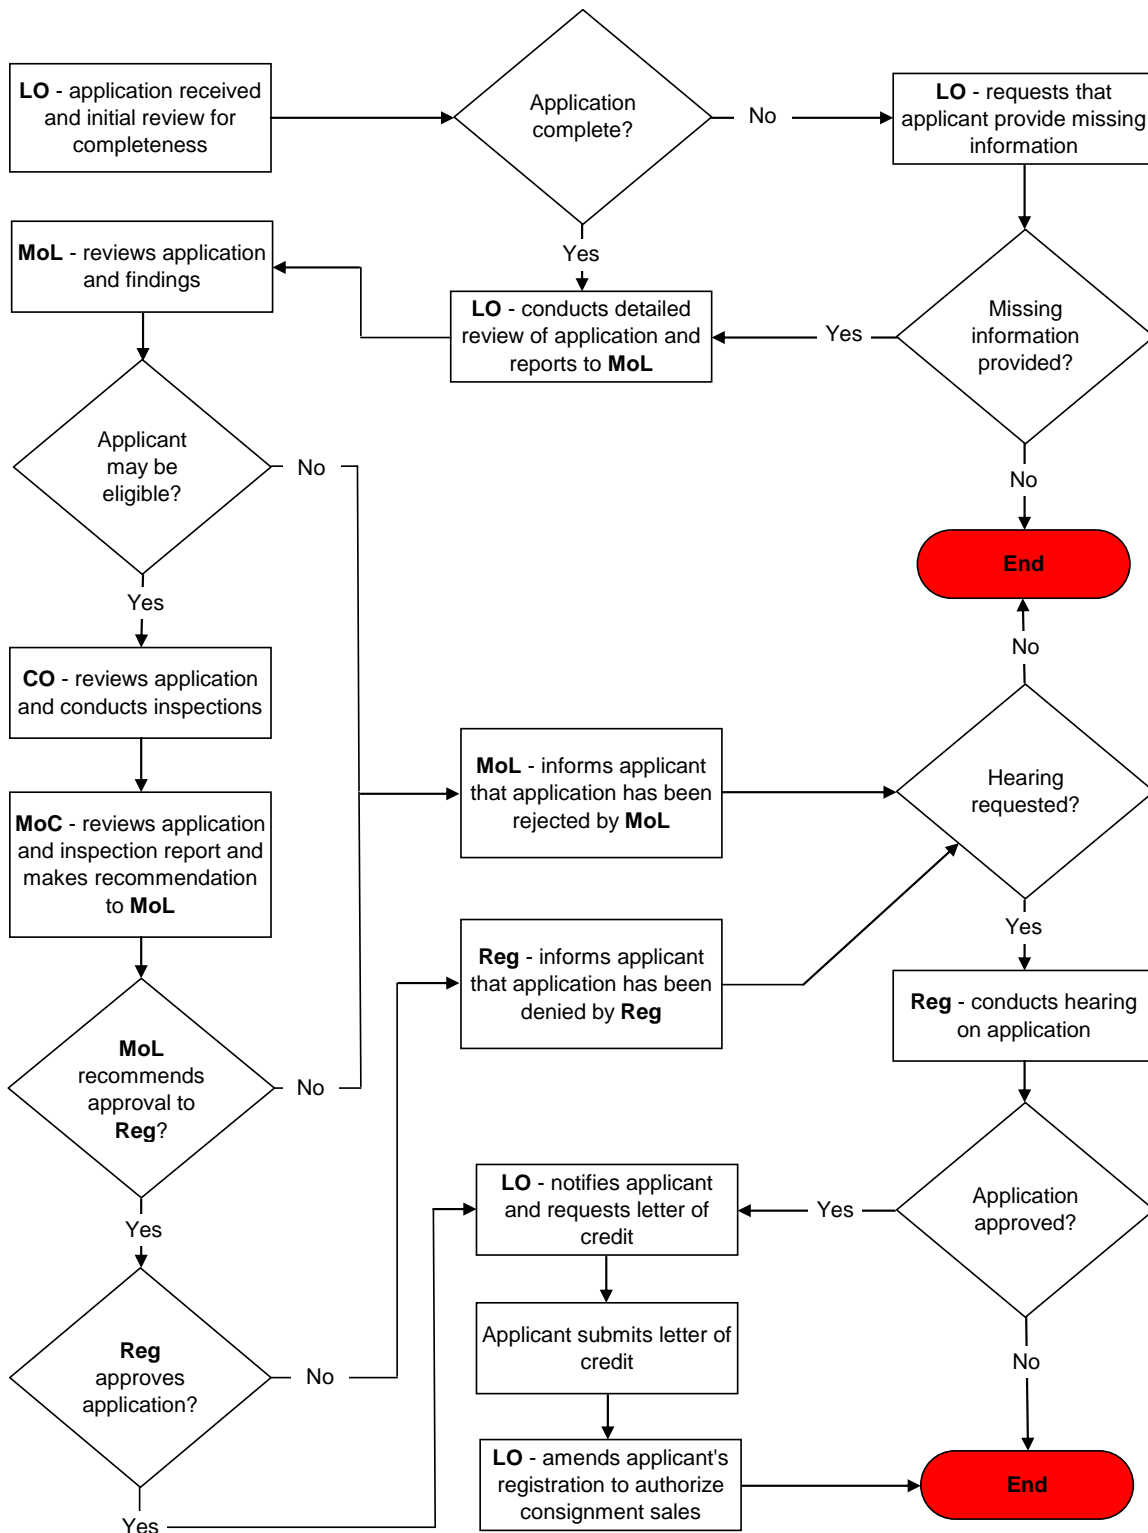 LO - application received
and initial review for
completeness
Application
complete?
No
LO - requests that
applicant provide missing
information
Yes
MoL - reviews application
and findings
LO - conducts detailed
review of application and
reports to MoL
Yes
Missing
information
provided?
No
End
Applicant
may be
eligible?
No
Yes
CO - reviews application
and conducts inspections
MoC - reviews application
and inspection report and
makes recommendation
to MoL
MoL - informs applicant
that application has been
rejected by MoL
No
Hearing
requested?
Yes
Reg - informs applicant
that application has been
denied by Reg
Reg - conducts hearing
on application
MoL
recommends
approval to
Reg?
No
Yes
LO - notifies applicant
and requests letter of
credit
Yes
Application
approved?
No
Reg
approves
application?
No
Yes
Applicant submits letter of
credit
LO - amends applicant's
registration to authorize
consignment sales
End